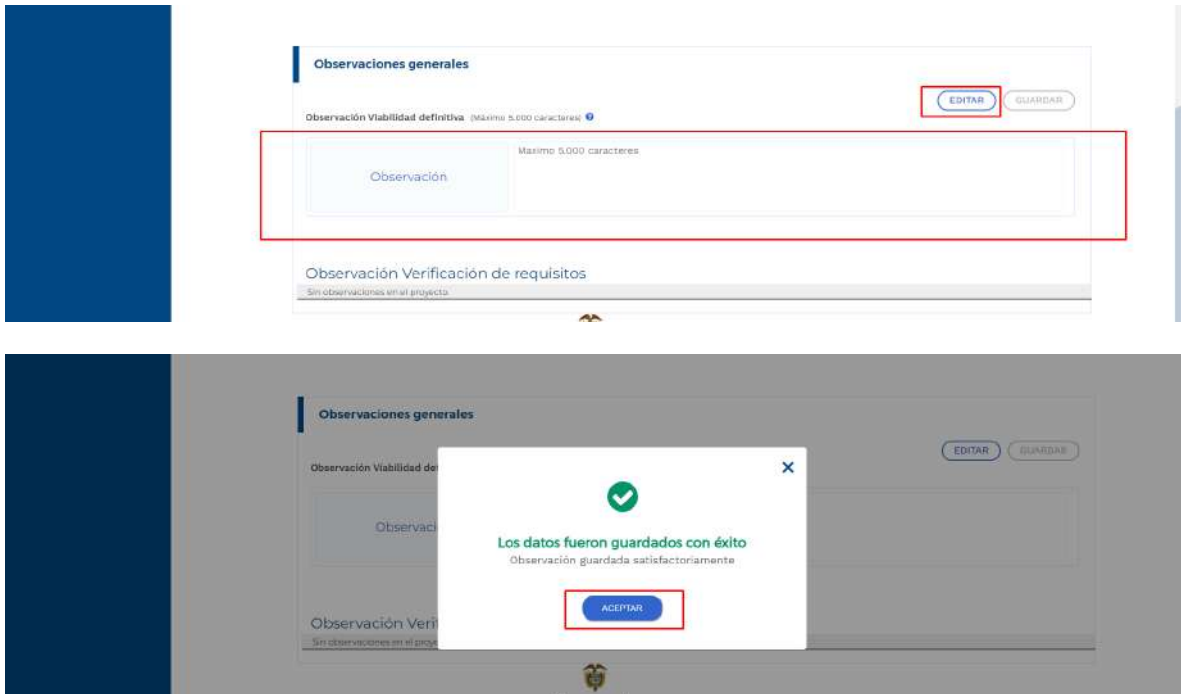 Observaciones generales
EDITAR GUARDAR
Observación Viabilidad definitiva (Máximo 5.000 caracteres) ?
Maximo 5.000 caracteres
Observación
Observación Verificación de requisitos
Sin observaciones en el proyecto.
Observaciones generales
EDITAR GUARDAR
Observación Viabilidad de
Observaci
Los datos fueron guardados con éxito
Observación guardada satisfactoriamente
ACEPTAR
Observación Veri
Sin observaciones en el proye